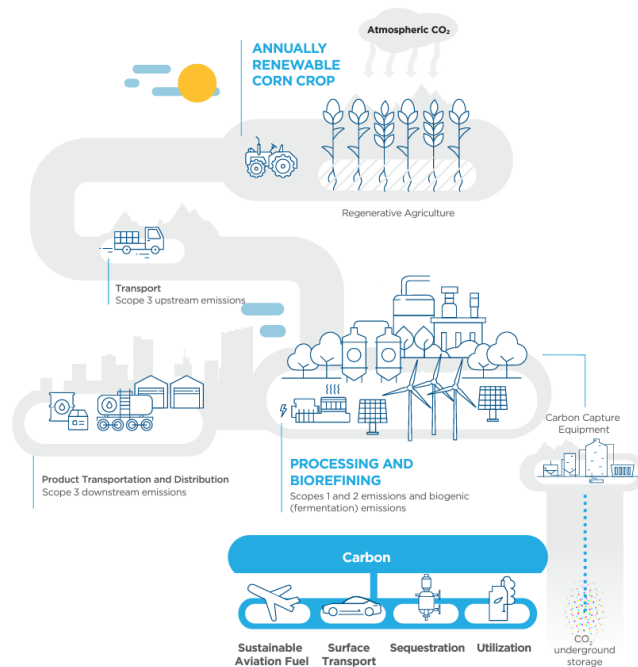 Atmospheric CO₂
ANNUALLY
RENEWABLE
CORN CROP
Regenerative Agriculture
Transport
Scope 3 upstream emissions
Carbon Capture
Equipment
Product Transportation and Distribution
Scope 3 downstream emissions
PROCESSING AND
BIOREFINING
Scopes 1 and 2 emissions and biogenic
(fermentation) emissions
Carbon
Sustainable
Aviation Fuel
Surface
Transport
Sequestration
Utilization
CO₂
underground
storage